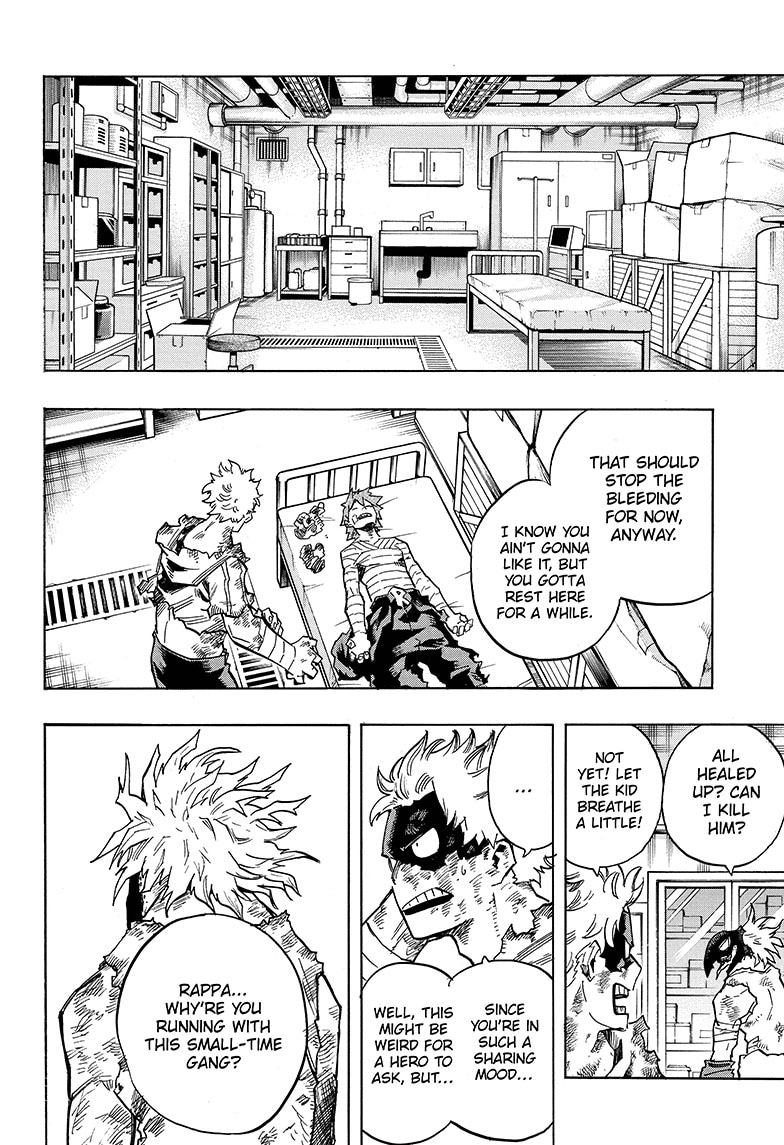 THAT SHOULD
STOP THE
BLEEDING
FOR NOW,
ANYWAY.
I KNOW YOU
AIN'T GONNA
LIKE IT, BUT
YOU GOTTA
REST HERE
FOR A WHILE.
ALL
HEALED
UP? CAN
I KILL
HIM?
NOT
YET! LET
THE KID
BREATHE
A LITTLE!
...
SINCE
YOU'RE IN
SUCH A
SHARING
MOOD...
WELL, THIS
MIGHT BE
WEIRD FOR
A HERO TO
ASK, BUT...
RAPPA...
WHY'RE YOU
RUNNING WITH
THIS SMALL-TIME
GANG?